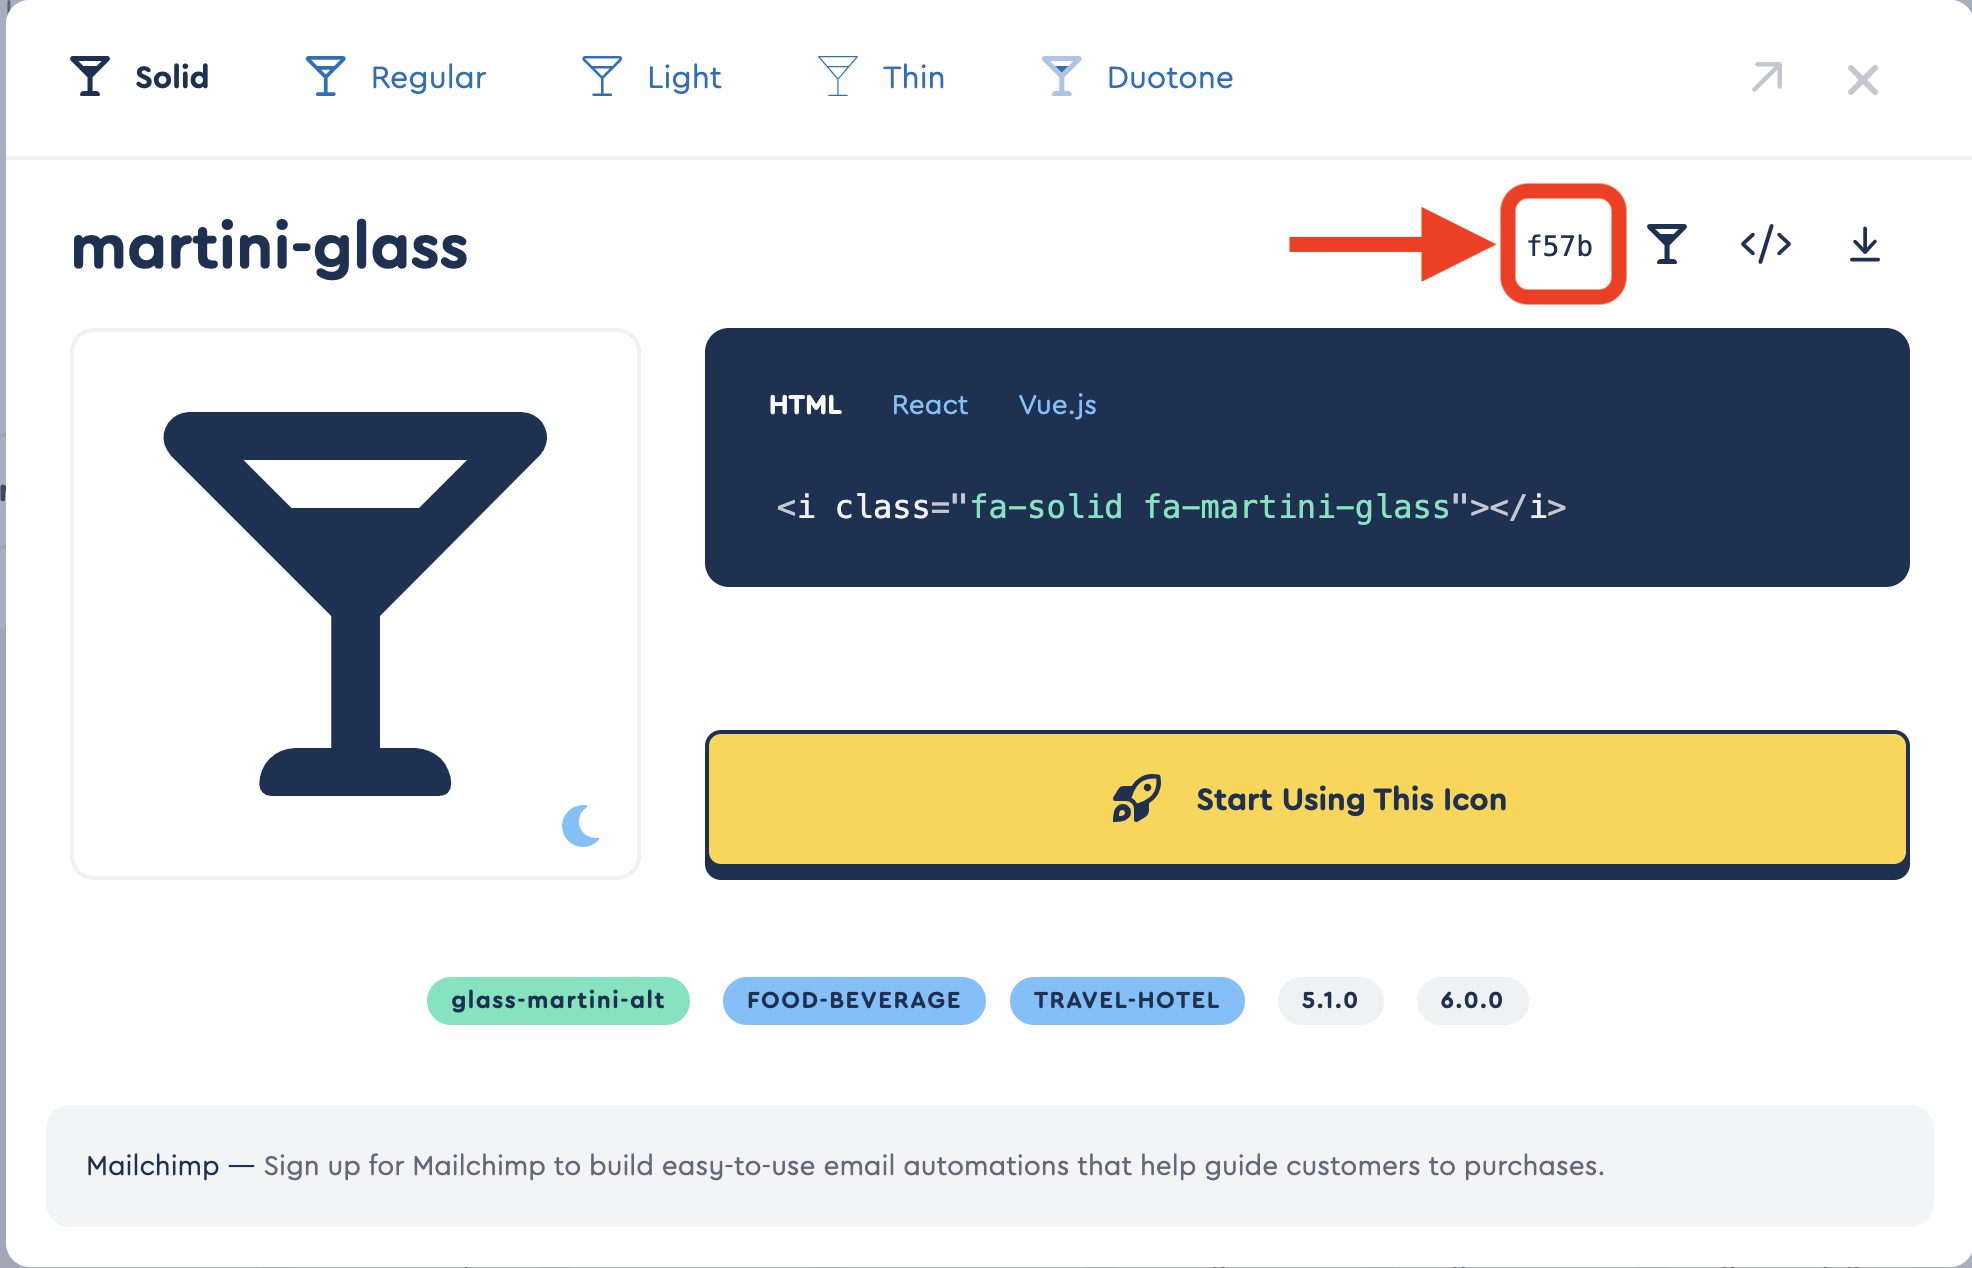 Solid
Regular
Light
Thin
Duotone
martini-glass
f57b
HTML
React
Vue.js
<i class="fa-solid fa-martini-glass"></i>
Start Using This Icon
glass-martini-alt
FOOD-BEVERAGE
TRAVEL-HOTEL
5.1.0
6.0.0
Mailchimp — Sign up for Mailchimp to build easy-to-use email automations that help guide customers to purchases.